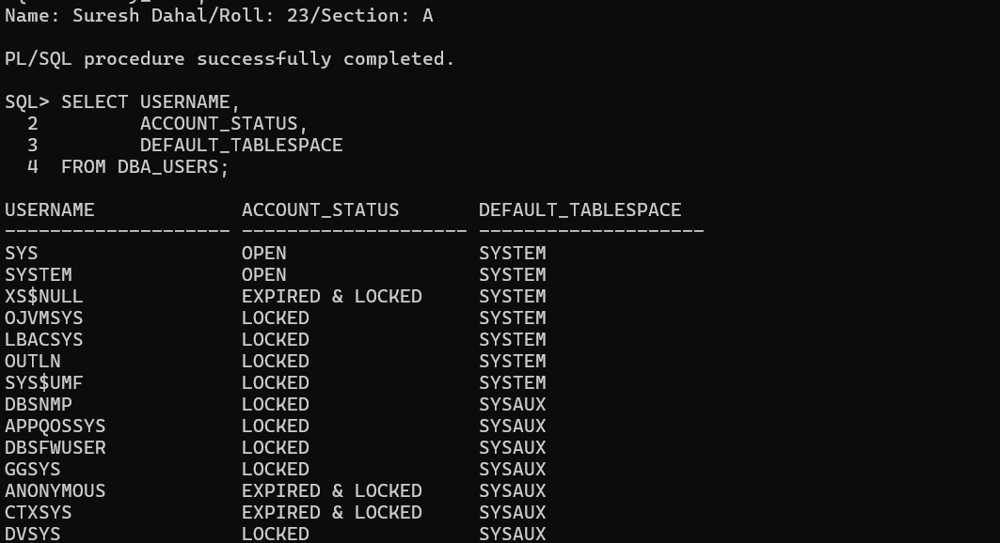 Name: Suresh Dahal/Roll: 23/Section: A
PL/SQL procedure successfully completed.
SQL> SELECT USERNAME,
  2         ACCOUNT_STATUS,
  3         DEFAULT_TABLESPACE
  4  FROM DBA_USERS;
USERNAME             ACCOUNT_STATUS       DEFAULT_TABLESPACE
-------------------- -------------------- --------------------
SYS                  OPEN                 SYSTEM
SYSTEM               OPEN                 SYSTEM
XS$NULL              EXPIRED & LOCKED     SYSTEM
OJVMSYS              LOCKED               SYSTEM
LBACSYS              LOCKED               SYSTEM
OUTLN                LOCKED               SYSTEM
SYS$UMF              LOCKED               SYSTEM
DBSNMP               LOCKED               SYSAUX
APPQOSSYS            LOCKED               SYSAUX
DBSFWUSER            LOCKED               SYSAUX
GGSYS                LOCKED               SYSAUX
ANONYMOUS            EXPIRED & LOCKED     SYSAUX
CTXSYS               EXPIRED & LOCKED     SYSAUX
DVSYS                LOCKED               SYSAUX